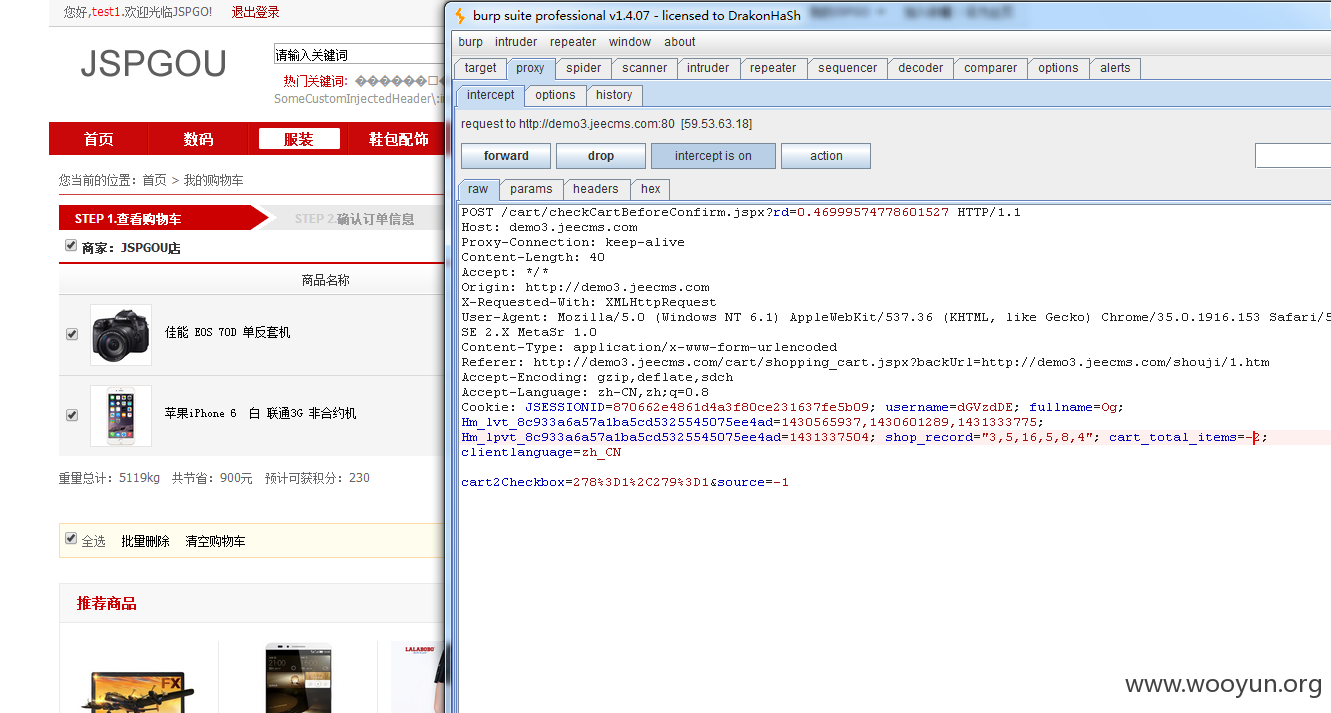 您好,test1.欢迎光临JSPGO! 退出登录
JSPGOU
请输入关键词
热门关键词:
SomeCustomInjectedHeader\:in
首页 数码 服装 鞋包配饰
您当前的位置: 首页 > 我的购物车
STEP 1.查看购物车 STEP 2.确认订单信息
商家: JSPGOU店
商品名称
佳能 EOS 70D 单反套机
苹果iPhone 6 白 联通3G 非合约机
重量总计: 5119kg 共节省: 900元 预计可获积分: 230
全选 批量删除 清空购物车
推荐商品
FX
LALABOBO
burp suite professional v1.4.07 - licensed to DrakonHaSh
burp intruder repeater window about
target proxy spider scanner intruder repeater sequencer decoder comparer options alerts
intercept options history
request to http://demo3.jeecms.com:80 [59.53.63.18]
forward drop intercept is on action
raw params headers hex
POST /cart/checkCartBeforeConfirm.jspx?rd=0.46999574778601527 HTTP/1.1
Host: demo3.jeecms.com
Proxy-Connection: keep-alive
Content-Length: 40
Accept: */*
Origin: http://demo3.jeecms.com
X-Requested-With: XMLHttpRequest
User-Agent: Mozilla/5.0 (Windows NT 6.1) AppleWebKit/537.36 (KHTML, like Gecko) Chrome/35.0.1916.153 Safari/5
SE 2.X MetaSr 1.0
Content-Type: application/x-www-form-urlencoded
Referer: http://demo3.jeecms.com/cart/shopping_cart.jspx?backUrl=http://demo3.jeecms.com/shouji/1.htm
Accept-Encoding: gzip,deflate,sdch
Accept-Language: zh-CN,zh;q=0.8
Cookie: JSESSIONID=870662e4861d4a3f80ce231637fe5b09; username=dGVzdDE; fullname=Og;
Hm_lvt_8c933a6a57a1ba5cd5325545075ee4ad=1430565937,1430601289,1431333775;
Hm_lpvt_8c933a6a57a1ba5cd5325545075ee4ad=1431337504; shop_record="3,5,16,5,8,4"; cart_total_items=-2;
clientlanguage=zh_CN
cart2Checkbox=278%3D1%2C279%3D1&source=-1
www.wooyun.org